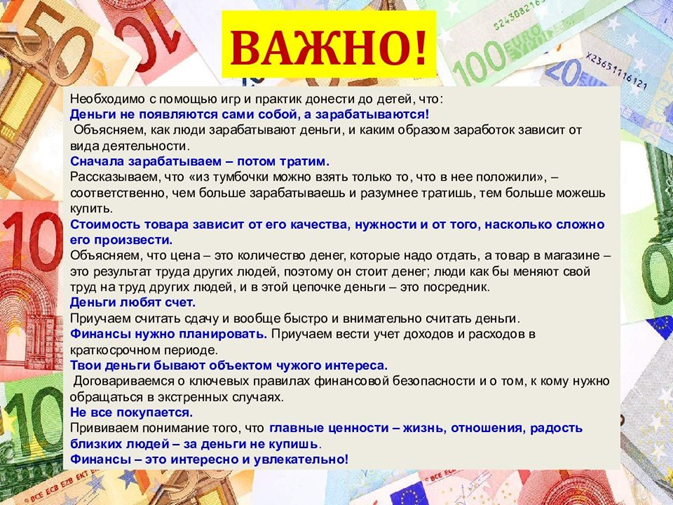 ВАЖНО!
Необходимо с помощью игр и практик донести до детей, что:
Деньги не появляются сами собой, а зарабатываются!
Объясняем, как люди зарабатывают деньги, и каким образом заработок зависит от
вида деятельности.
Сначала зарабатываем – потом тратим.
Рассказываем, что «из тумбочки можно взять только то, что в нее положили», –
соответственно, чем больше зарабатываешь и разумнее тратишь, тем больше можешь
купить.
Стоимость товара зависит от его качества, нужности и от того, насколько сложно
его произвести.
Объясняем, что цена – это количество денег, которые надо отдать, а товар в магазине –
это результат труда других людей, поэтому он стоит денег; люди как бы меняют свой
труд на труд других людей, и в этой цепочке деньги – это посредник.
Деньги любят счет.
Приучаем считать сдачу и вообще быстро и внимательно считать деньги.
Финансы нужно планировать. Приучаем вести учет доходов и расходов в
краткосрочном периоде.
Твои деньги бывают объектом чужого интереса.
Договариваемся о ключевых правилах финансовой безопасности и о том, к кому нужно
обращаться в экстренных случаях.
Не все покупается.
Прививаем понимание того, что главные ценности – жизнь, отношения, радость
близких людей – за деньги не купишь.
Финансы – это интересно и увлекательно!
50
10
100
EURO
20
10
100